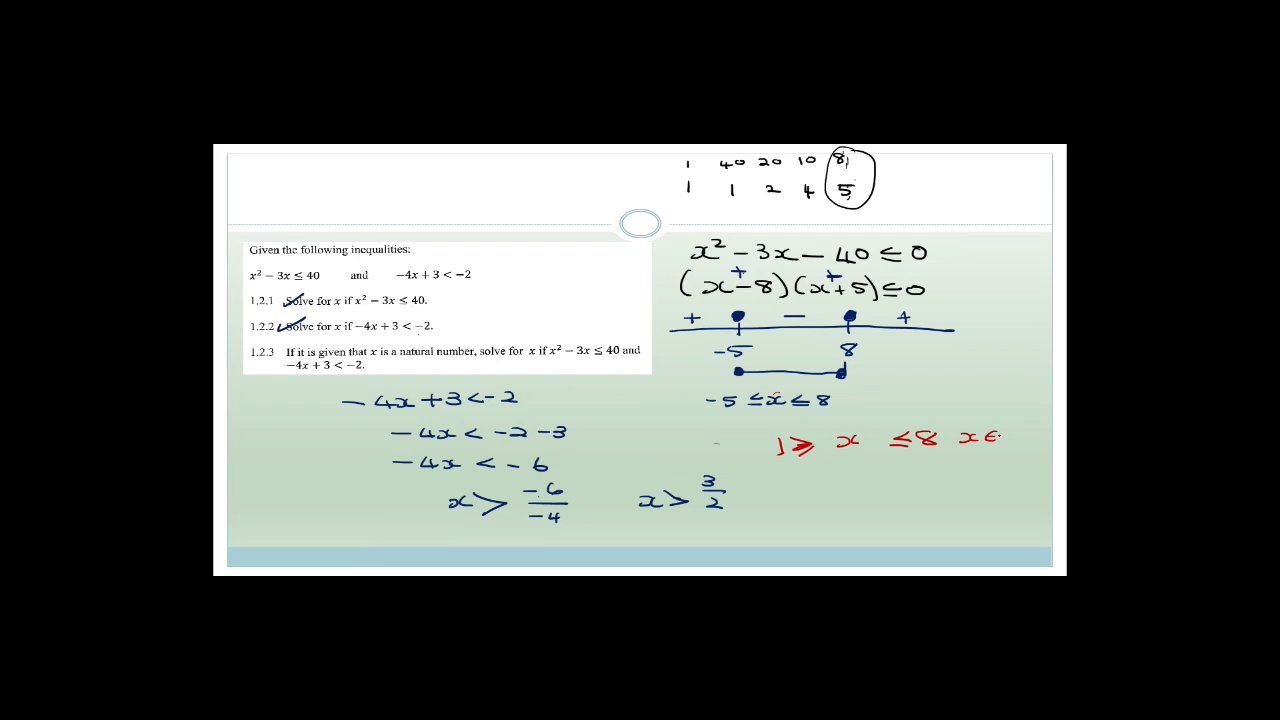 1 40 20 10 8,
1 1 2 4 5,
Given the following inequalities:
x² − 3x ≤ 40 and −4x + 3 < −2
1.2.1 Solve for x if x² − 3x ≤ 40.
1.2.2 Solve for x if −4x + 3 < −2.
1.2.3 If it is given that x is a natural number, solve for x if x² − 3x ≤ 40 and
−4x + 3 < −2.
x² − 3x − 40 ≤ 0
+ +
(x − 8)(x + 5) ≤ 0
+ − +
−5 8
−5 ≤ x ≤ 8
1 ≥ x ≤ 8 x ∈
− 4x + 3 < −2
− 4x < −2 −3
− 4x < − 6
x > −6/−4 x > 3/2